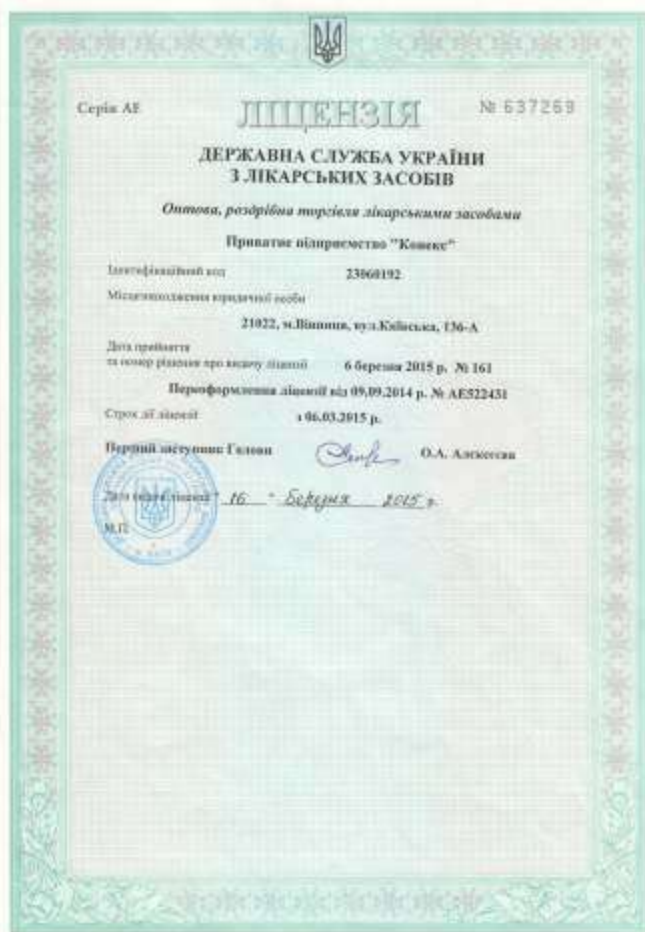 Серія АЕ
ЛІЦЕНЗІЯ
№ 637269
ДЕРЖАВНА СЛУЖБА УКРАЇНИ
З ЛІКАРСЬКИХ ЗАСОБІВ
Оптова, роздрібна торгівля лікарськими засобами
Приватне підприємство "Конекс"
Ідентифікаційний код 23060192
Місцезнаходження юридичної особи
21022, м.Вінниця, вул.Київська, 136-А
Дата прийняття
та номер рішення про видачу ліцензії 6 березня 2015 р. № 161
Переоформлення ліцензії від 09.09.2014 р. № АЕ522431
Строк дії ліцензії з 06.03.2015 р.
Перший заступник Голови О.А. Алексєєва
Дата видачі ліцензії "16" березня 2015 р.
М.П.